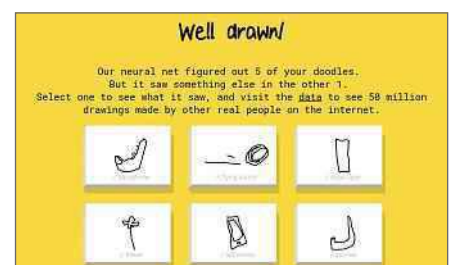 Well drawn!
Our neural net figured out 5 of your doodles.
But it saw something else in the other 1.
Select one to see what it saw, and visit the data to see 50 million
drawings made by other real people on the internet.